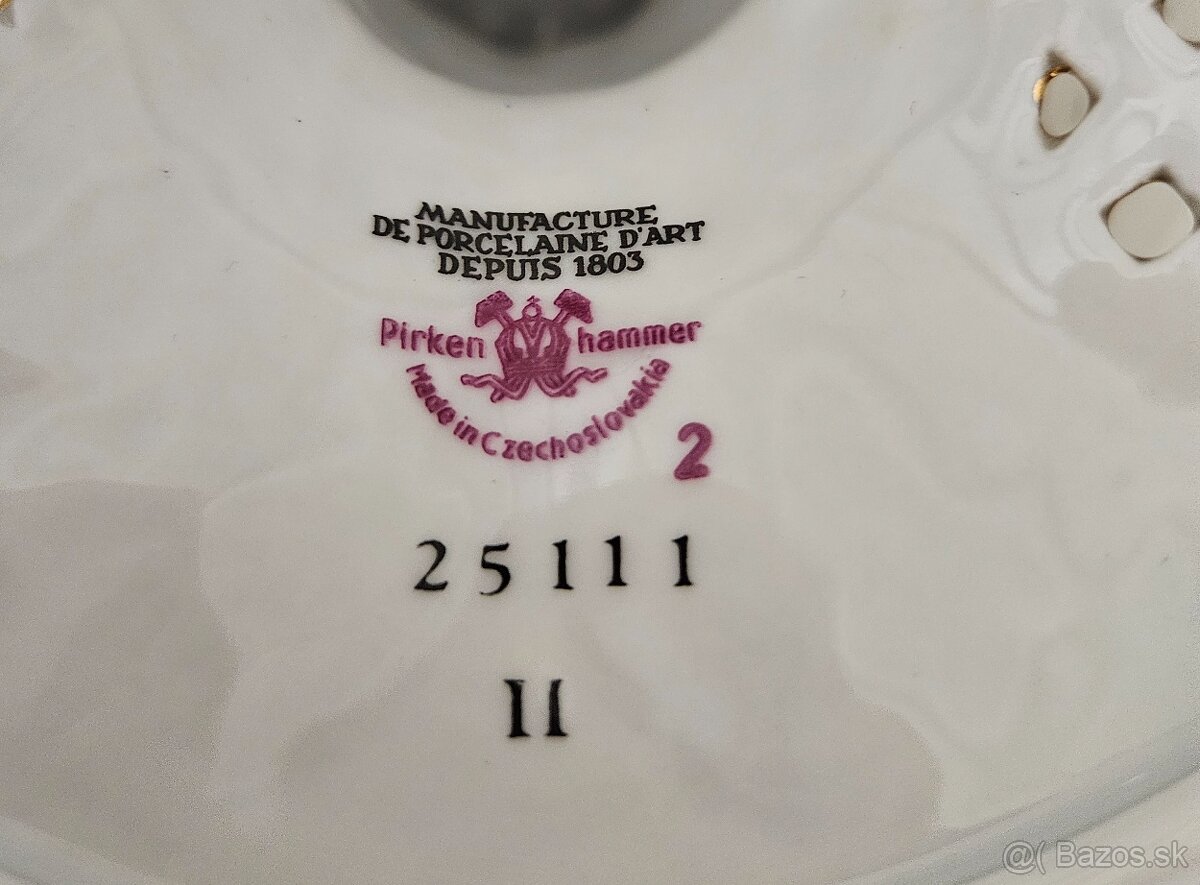 MANUFACTURE
DE PORCELAINE D'ART
DEPUIS 1803
Pirken hammer
Made in Czechoslovakia
2
25111
II
@( Bazos.sk